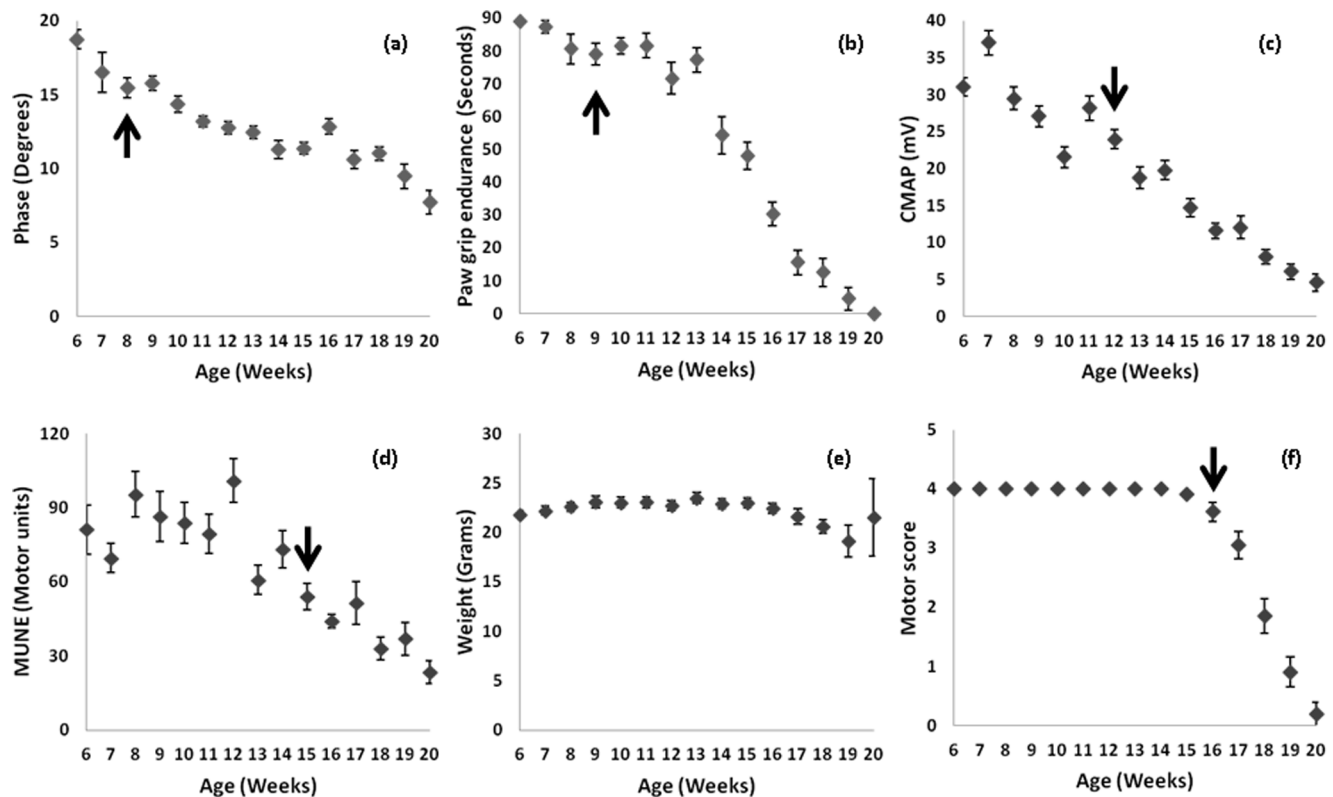 (a)
Phase (Degrees)
20
15
10
5
0
6 7 8 9 10 11 12 13 14 15 16 17 18 19 20
Age (Weeks)
(b)
Paw grip endurance (Seconds)
90
80
70
60
50
40
30
20
10
0
6 7 8 9 10 11 12 13 14 15 16 17 18 19 20
Age (Weeks)
(c)
CMAP (mV)
40
35
30
25
20
15
10
5
0
6 7 8 9 10 11 12 13 14 15 16 17 18 19 20
Age (Weeks)
(d)
MUNE (Motor units)
120
90
60
30
0
6 7 8 9 10 11 12 13 14 15 16 17 18 19 20
Age (Weeks)
(e)
Weight (Grams)
30
25
20
15
10
5
0
6 7 8 9 10 11 12 13 14 15 16 17 18 19 20
Age (Weeks)
(f)
Motor score
5
4
3
2
1
0
6 7 8 9 10 11 12 13 14 15 16 17 18 19 20
Age (Weeks)